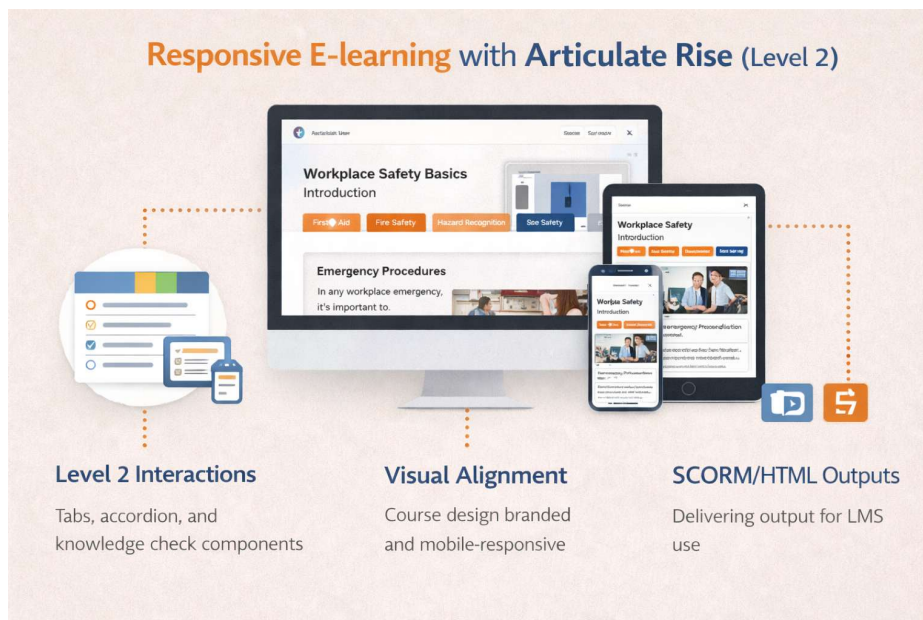 Responsive E-learning with Articulate Rise (Level 2)
Workplace Safety Basics
Introduction
First Aid
Fire Safety
Hazard Recognition
See Safety
Emergency Procedures
In any workplace emergency,
it's important to.
Workplace Safety
Introrduction
Worlpłua Safety
Introduction
Level 2 Interactions
Tabs, accordion, and
knowledge check components
Visual Alignment
Course design branded
and mobile-responsive
SCORM/HTML Outputs
Delivering output for LMS
use